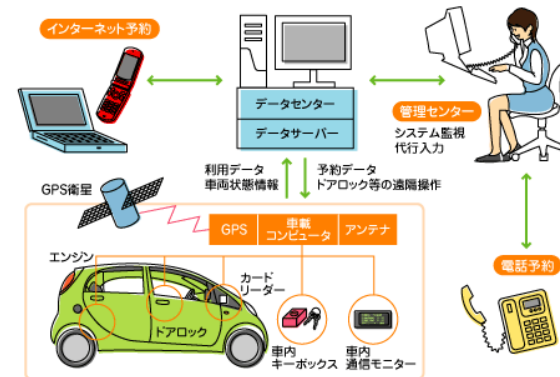 インターネット予約
データセンター
データサーバー
管理センター
システム監視
代行入力
利用データ
車両状態情報
予約データ
ドアロック等の遠隔操作
GPS衛星
GPS
車載
コンピュータ
アンテナ
電話予約
エンジン
カード
リーダー
ドアロック
車内
キーボックス
車内
通信モニター